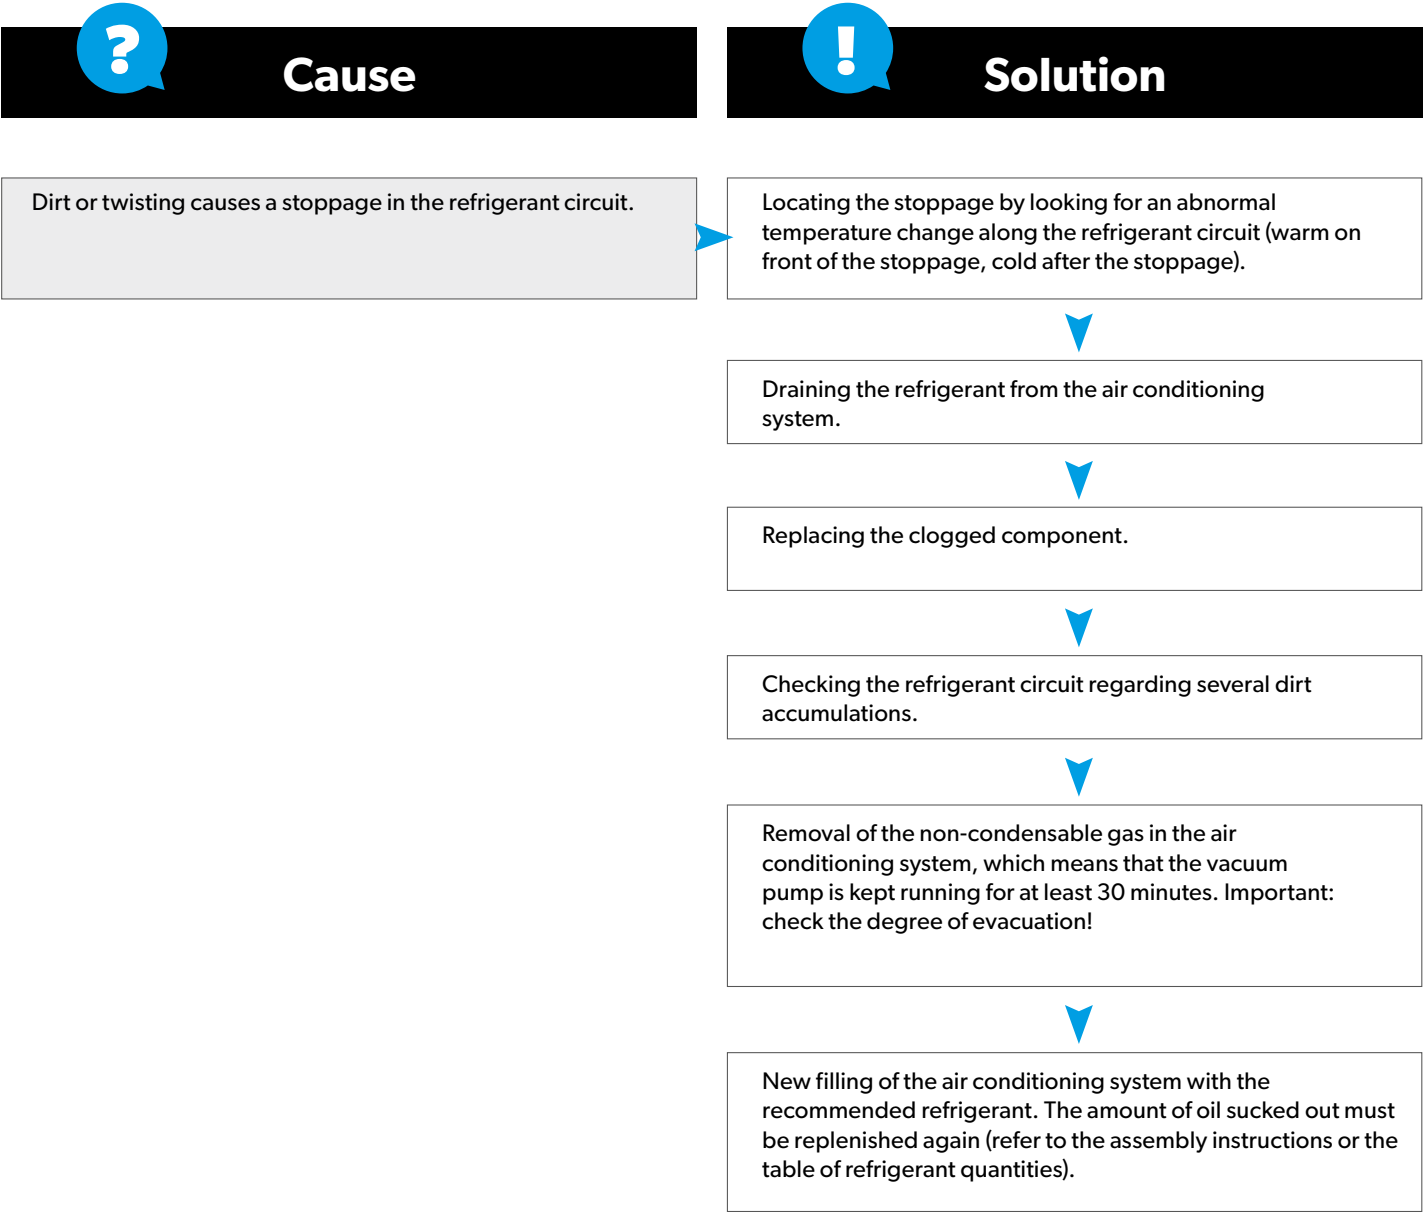 ?
Cause
!
Solution
Dirt or twisting causes a stoppage in the refrigerant circuit.
Locating the stoppage by looking for an abnormal
temperature change along the refrigerant circuit (warm on
front of the stoppage, cold after the stoppage).
Draining the refrigerant from the air conditioning
system.
Replacing the clogged component.
Checking the refrigerant circuit regarding several dirt
accumulations.
Removal of the non-condensable gas in the air
conditioning system, which means that the vacuum
pump is kept running for at least 30 minutes. Important:
check the degree of evacuation!
New filling of the air conditioning system with the
recommended refrigerant. The amount of oil sucked out must
be replenished again (refer to the assembly instructions or the
table of refrigerant quantities).